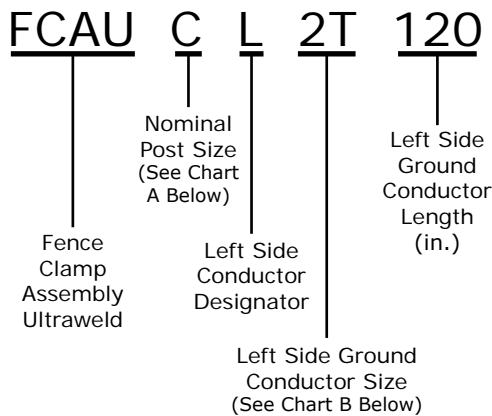 FCAU C L 2T 120
Nominal
Post Size
(See Chart
A Below)
Left Side
Ground
Conductor
Length
(in.)
Fence
Clamp
Assembly
Ultraweld
Left Side
Conductor
Designator
Left Side Ground
Conductor Size
(See Chart B Below)